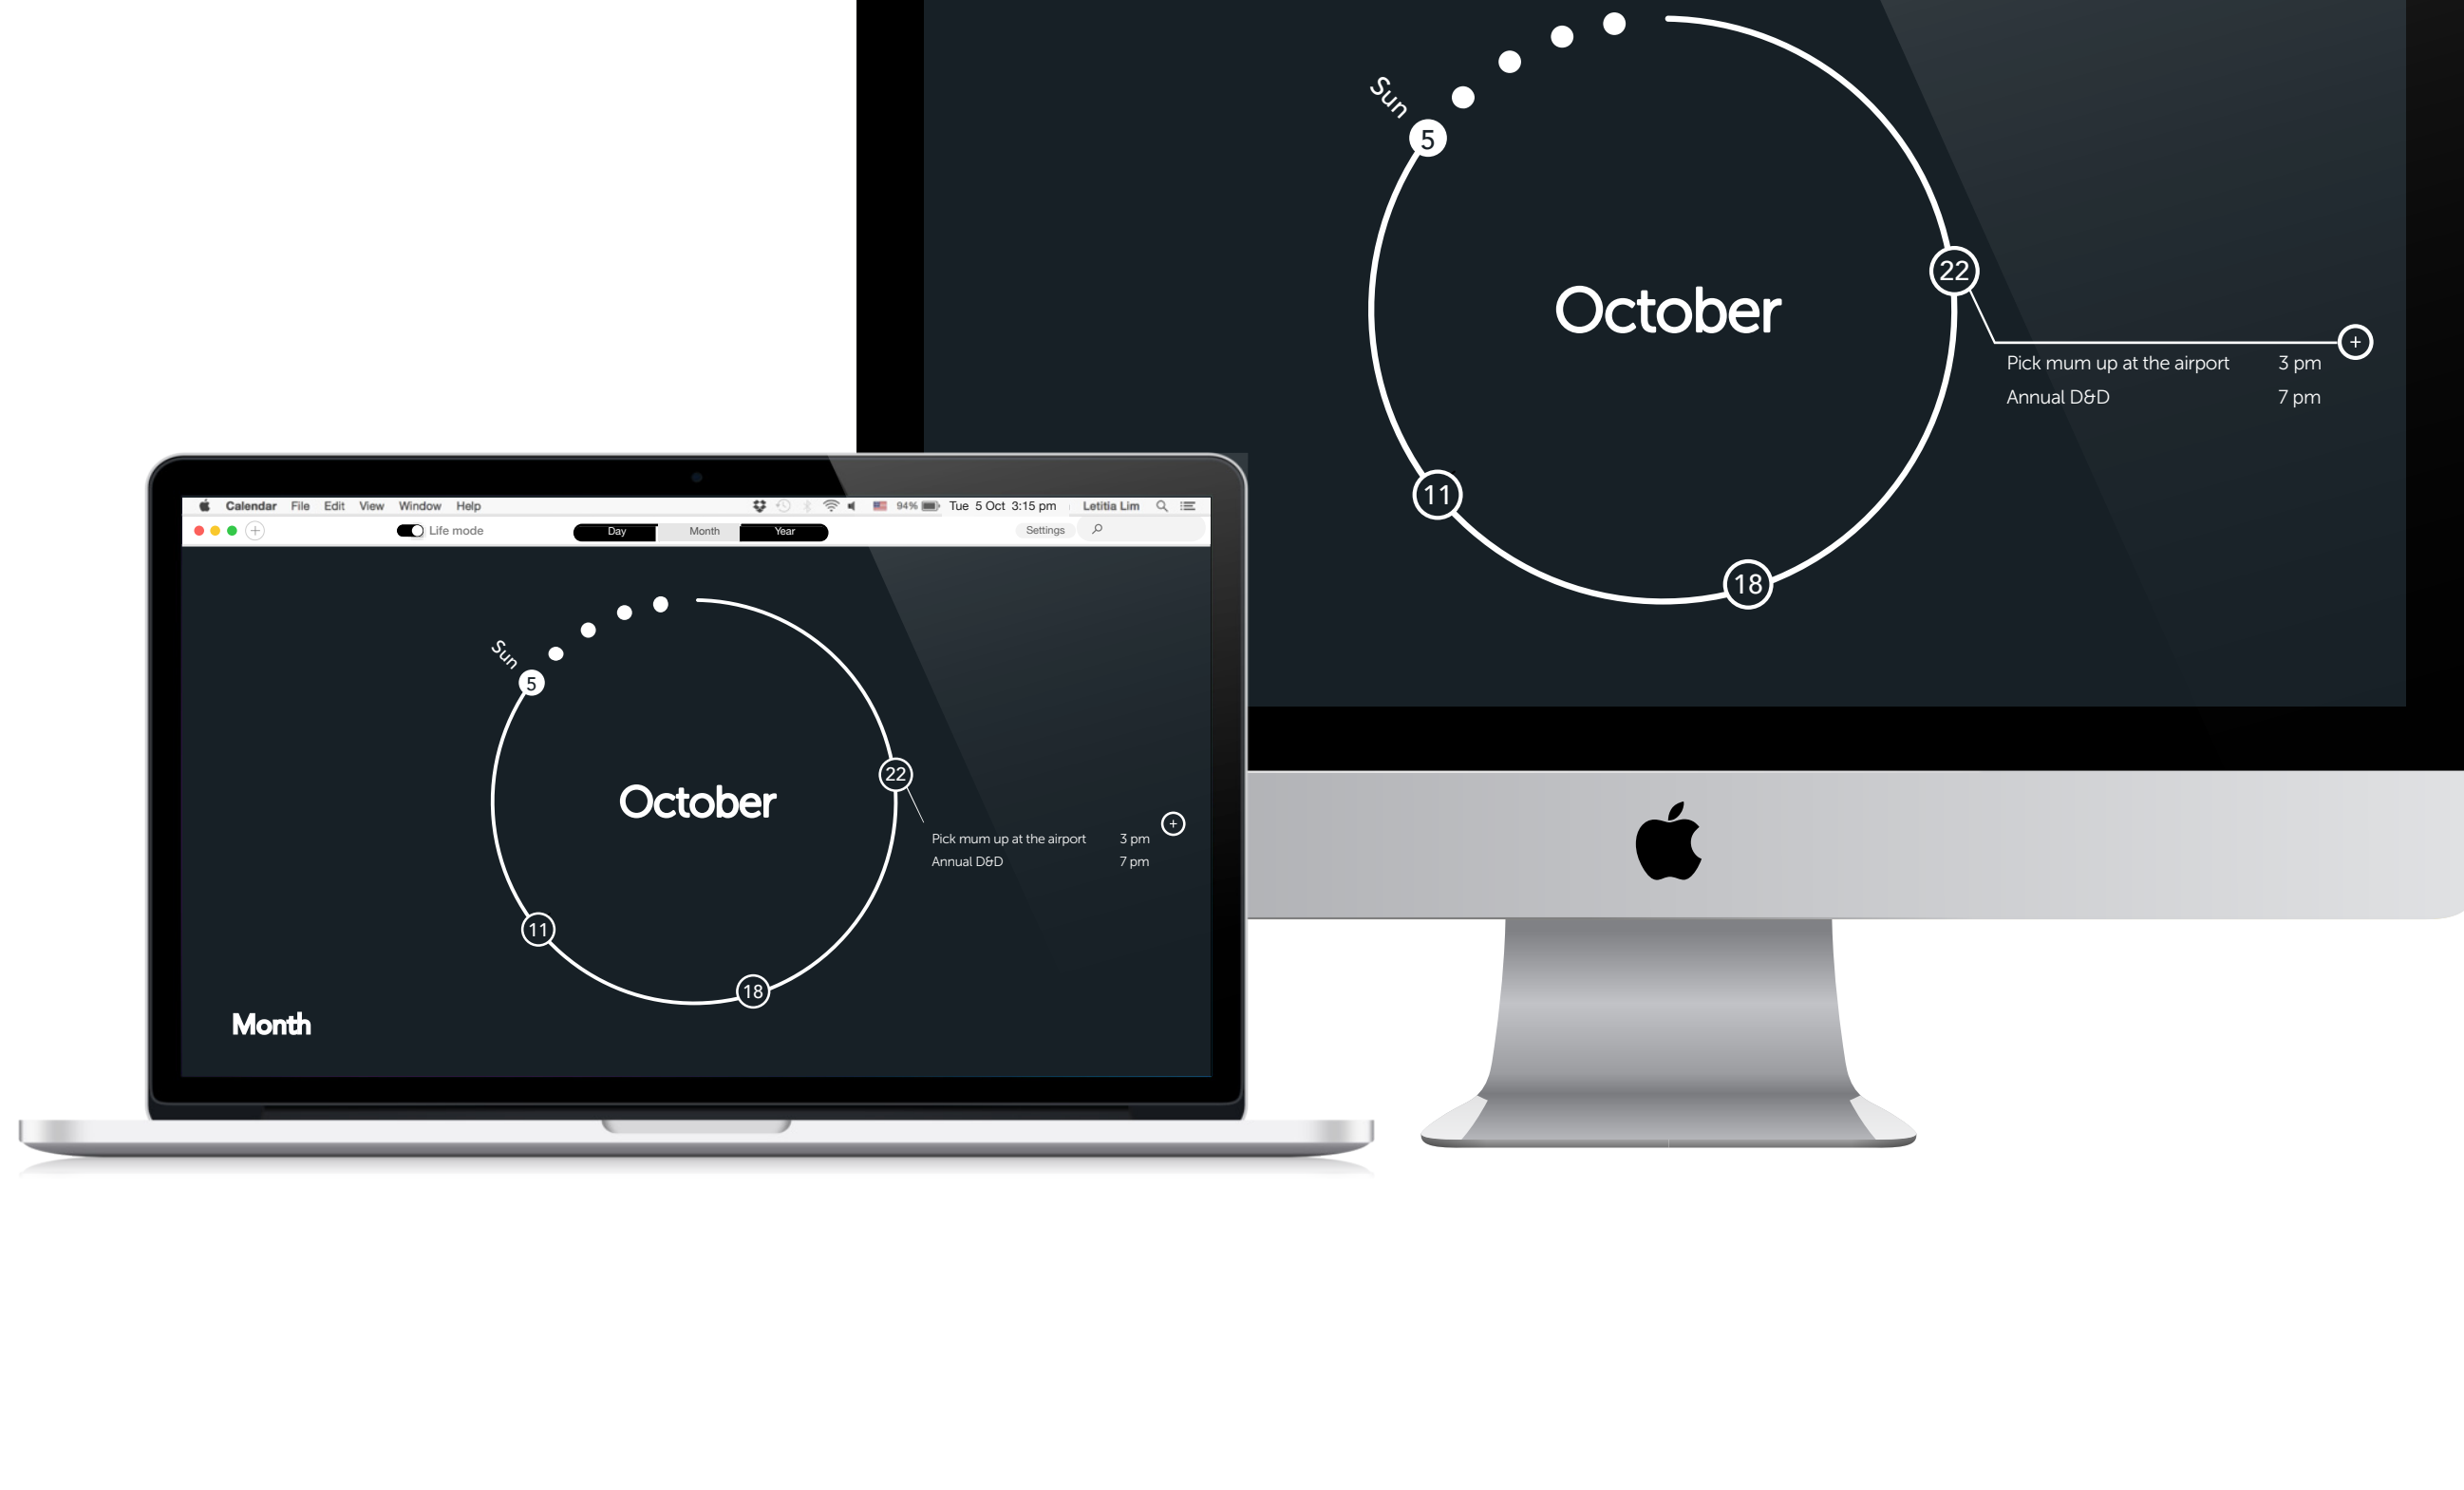 Sun
5
22
October
Pick mum up at the airport 3 pm
Annual D&D 7 pm
11
18
Calendar File Edit View Window Help 94% Tue 5 Oct 3:15 pm Letitia Lim
Life mode Day Month Year Settings
Sun
5
22
October
Pick mum up at the airport 3 pm
Annual D&D 7 pm
11
18
Month